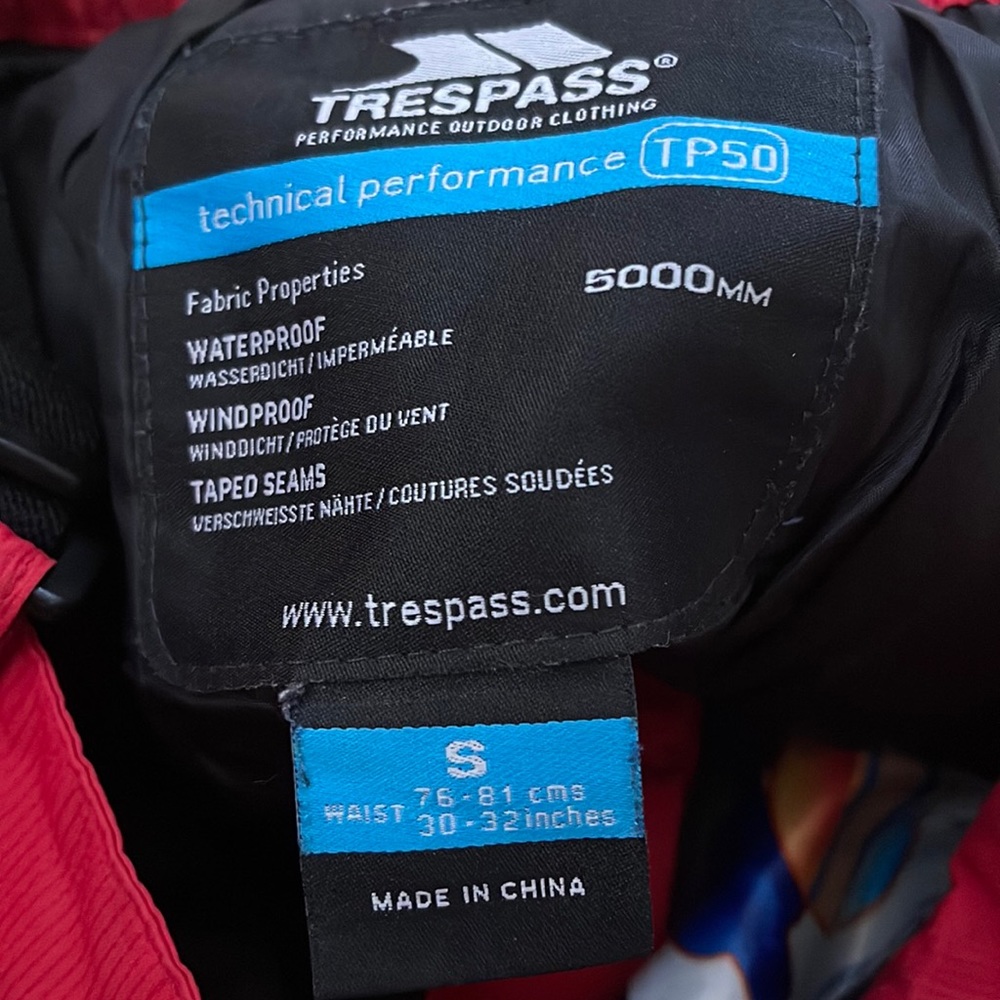 TRESPASS®
PERFORMANCE OUTDOOR CLOTHING
technical performance TP50
Fabric Properties
5000MM
WATERPROOF
WASSERDICHT/IMPERMÉABLE
WINDPROOF
WINDDICHT/PROTÈGE DU VENT
TAPED SEAMS
VERSCHWEISSTE NÄHTE/COUTURES SOUDÉES
www.trespass.com
S
WAIST 76-81 cms
30-32inches
MADE IN CHINA